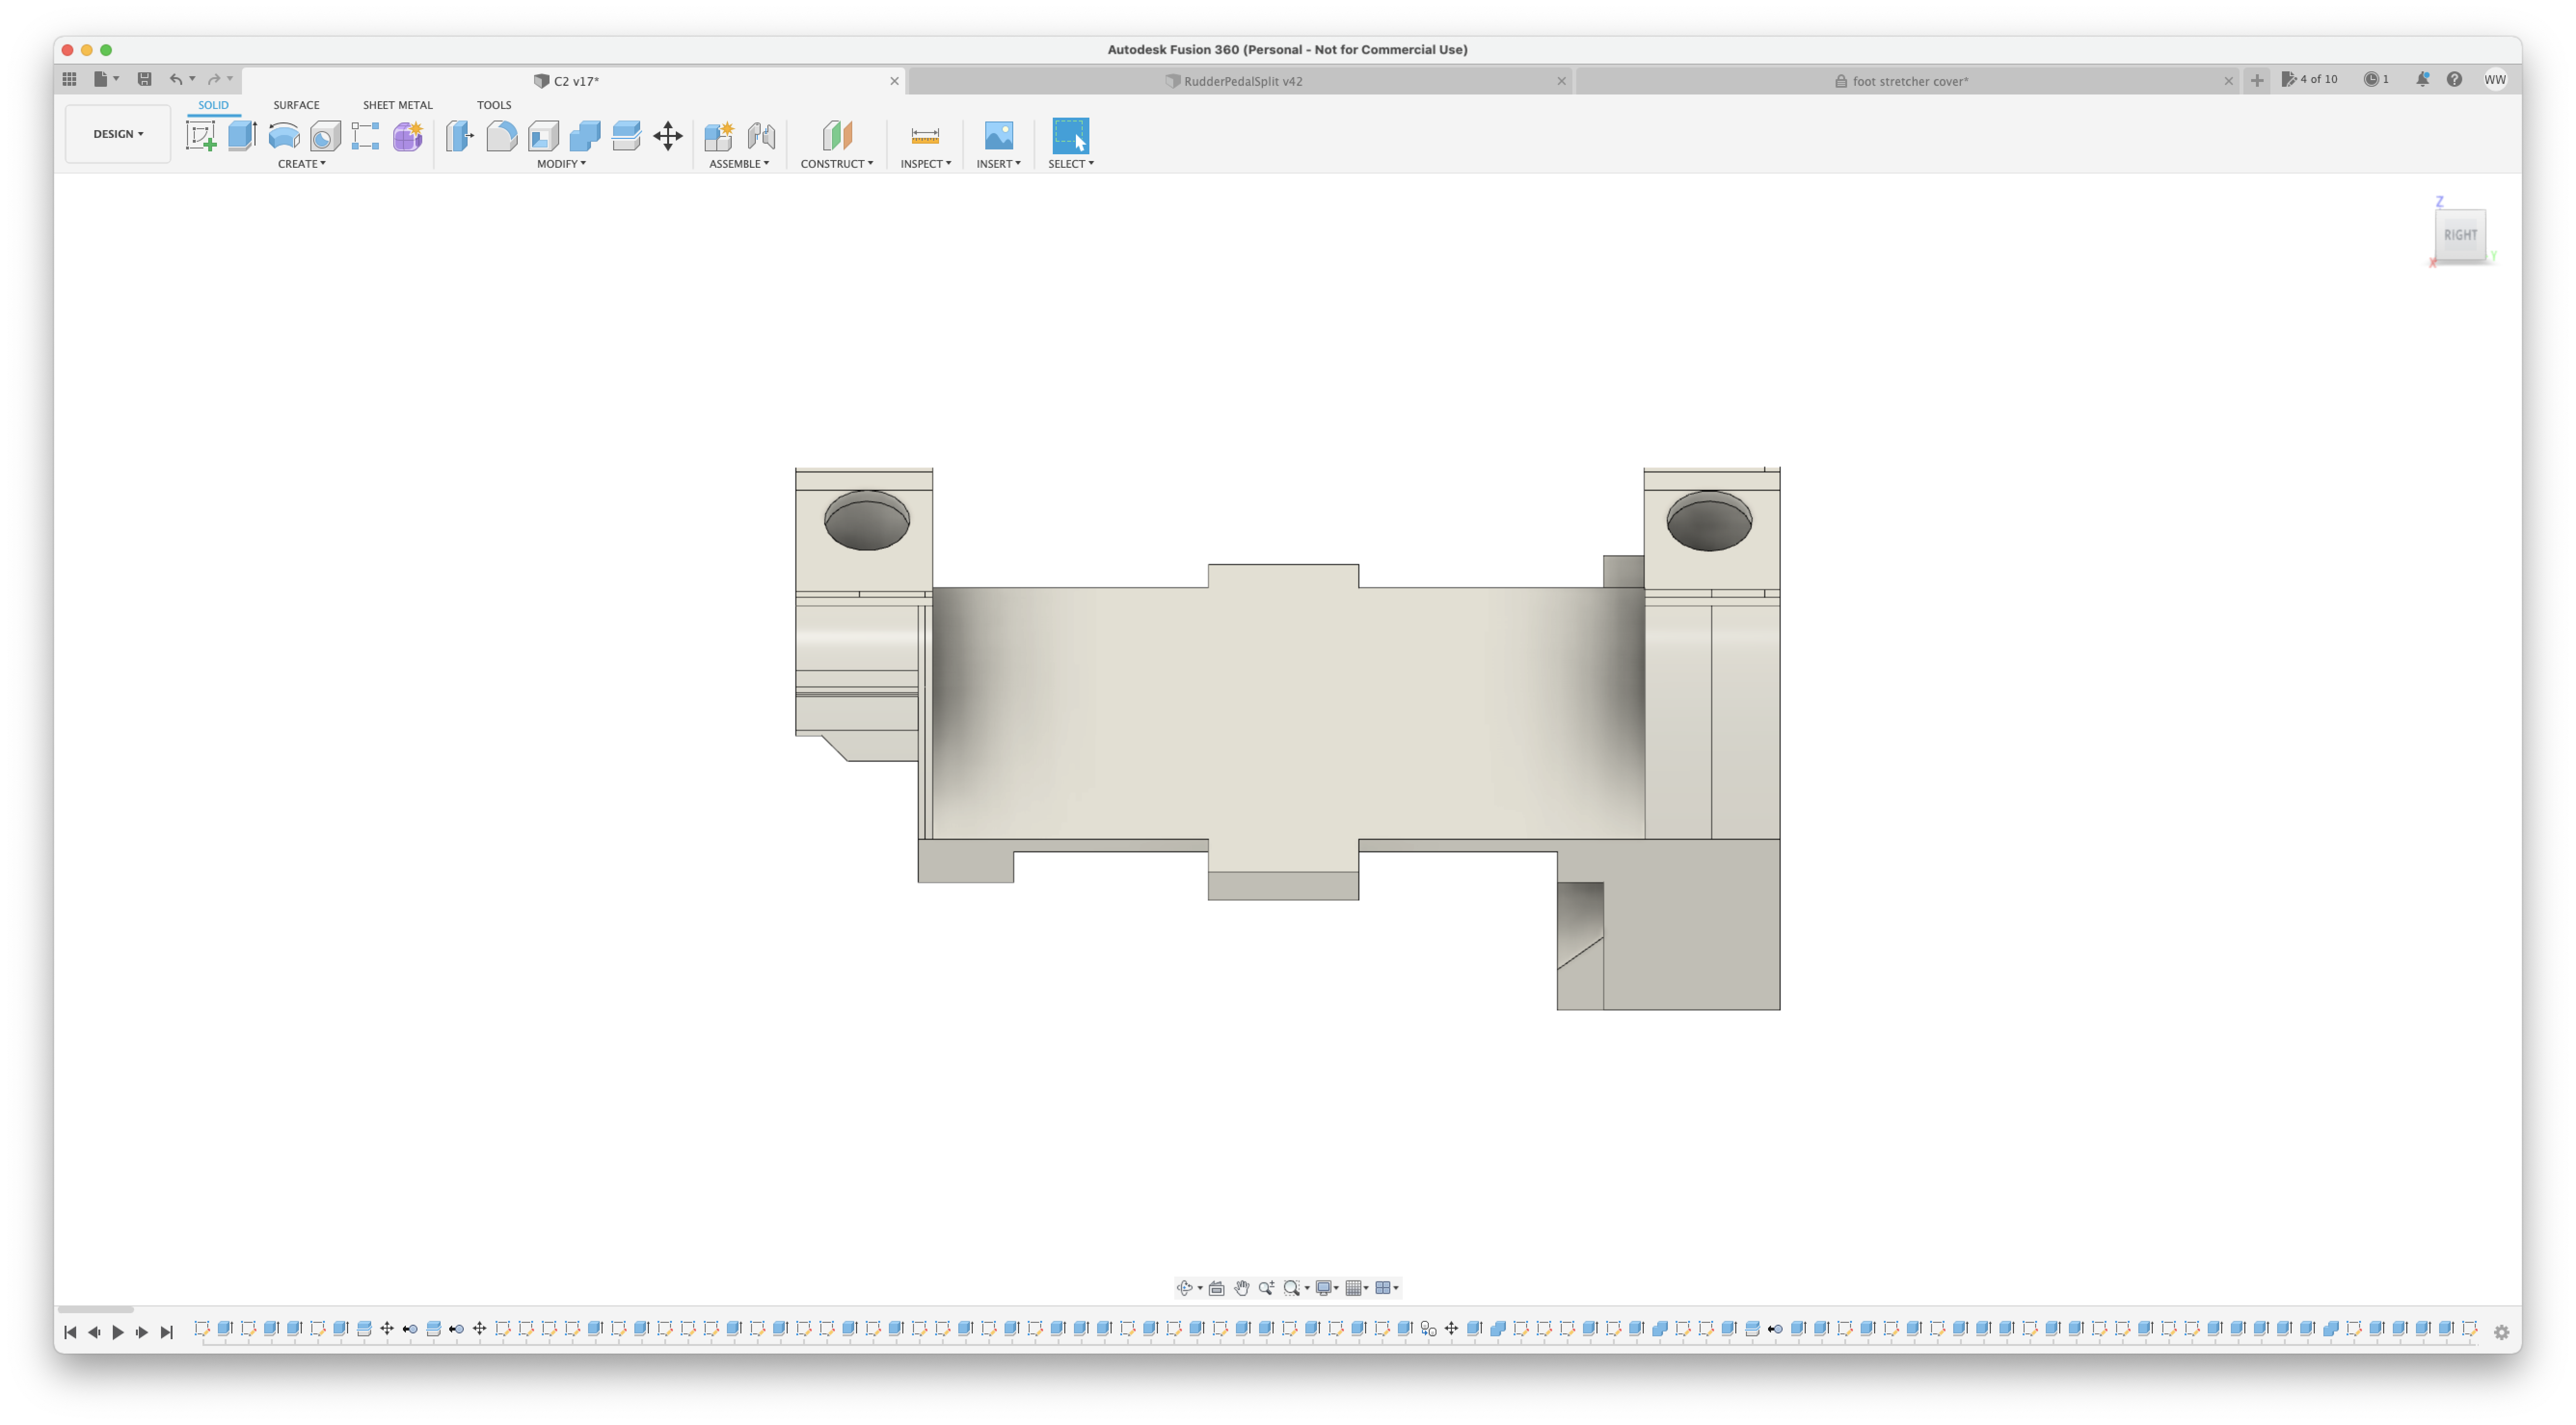 Autodesk Fusion 360 (Personal - Not for Commercial Use)
C2 v17*
RudderPedalSplit v42
foot stretcher cover*
4 of 10
1
WW
DESIGN
SOLID
SURFACE
SHEET METAL
TOOLS
CREATE
MODIFY
ASSEMBLE
CONSTRUCT
INSPECT
INSERT
SELECT
Z
RIGHT
X
Y